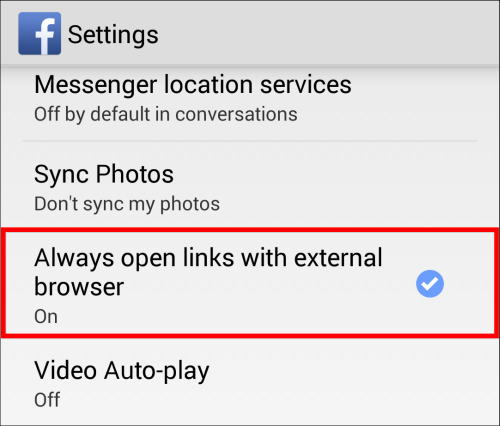 Settings
Messenger location services
Off by default in conversations
Sync Photos
Don't sync my photos
Always open links with external
browser
On
Video Auto-play
Off